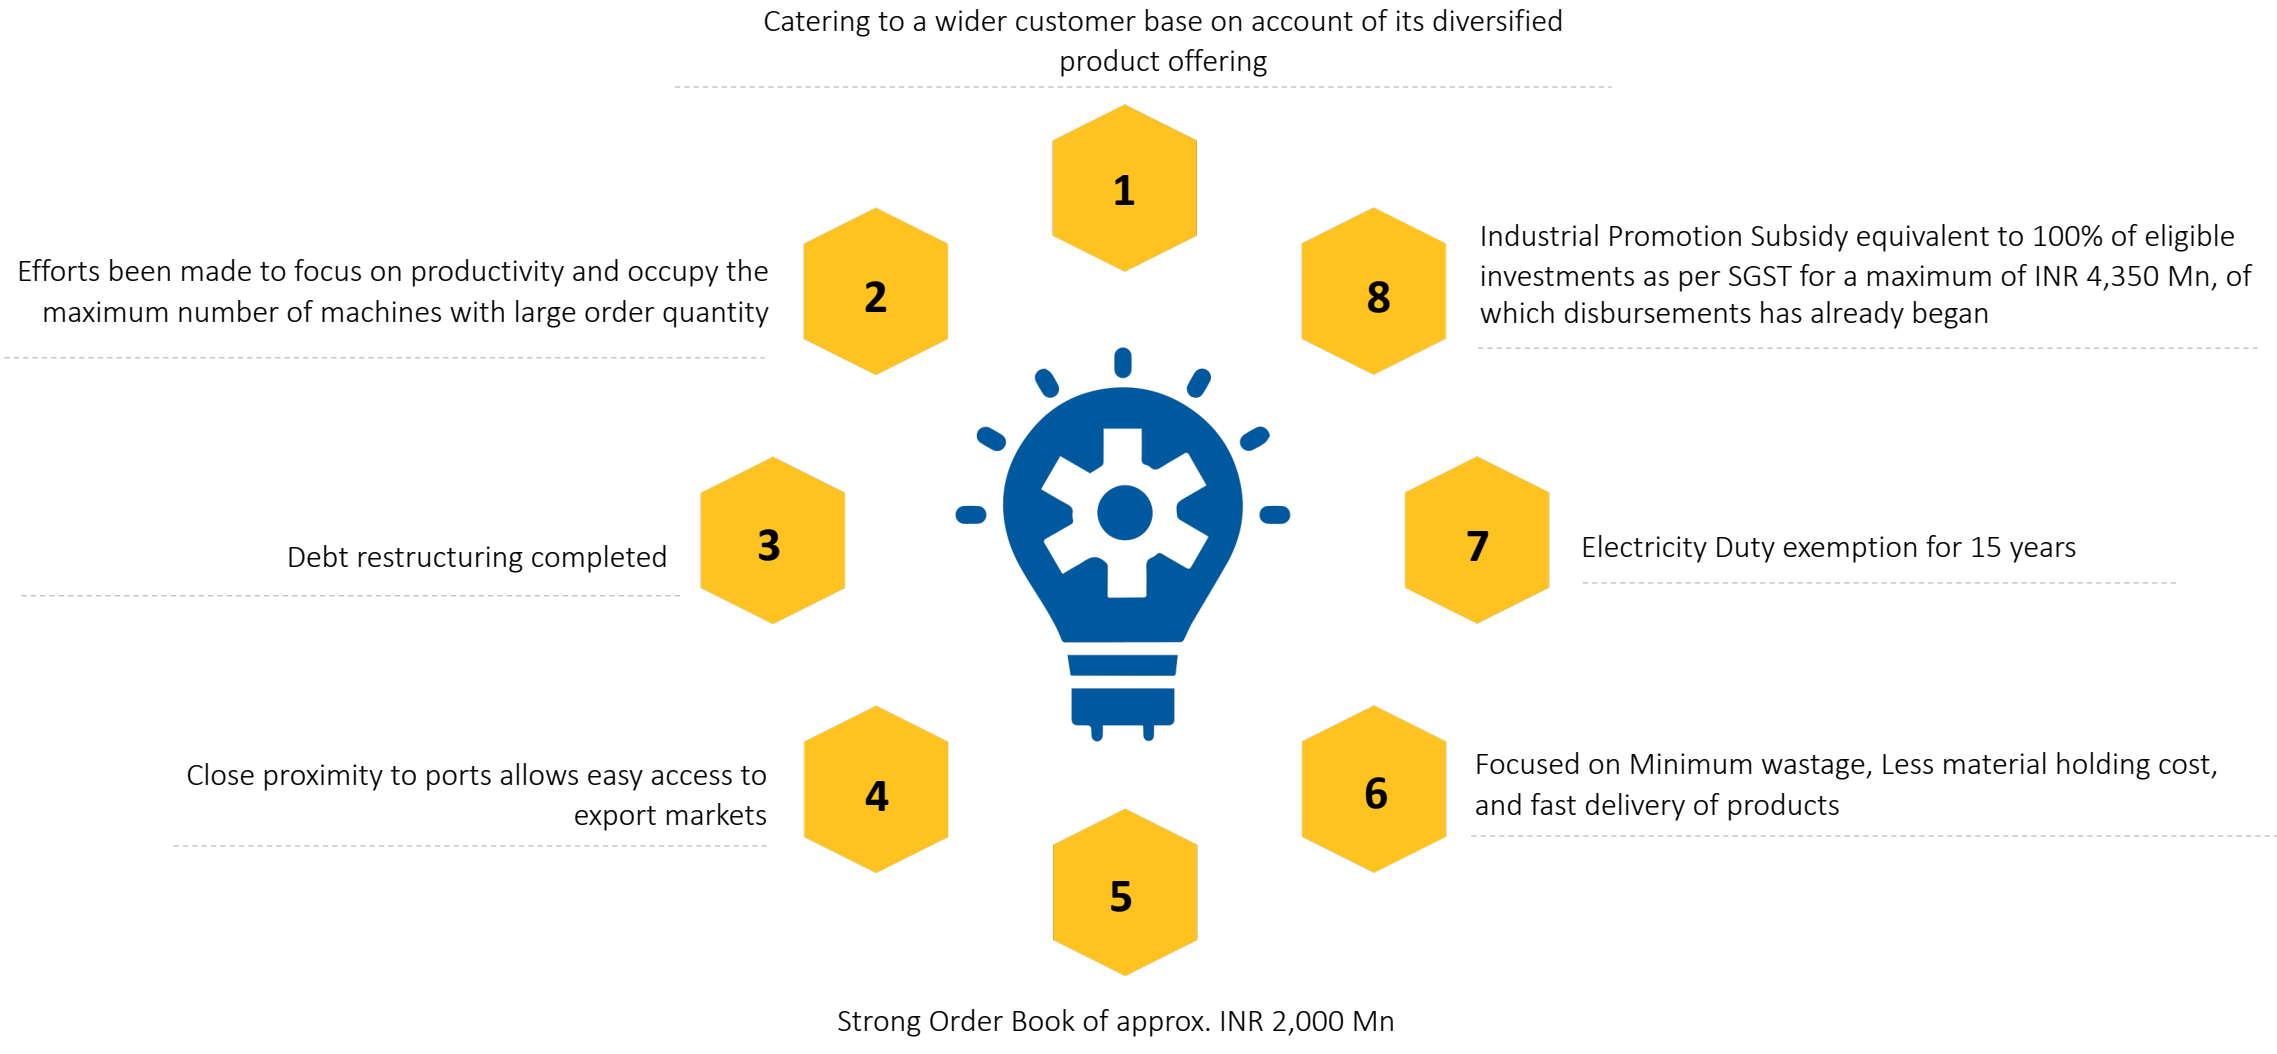 Catering to a wider customer base on account of its diversified
product offering
1
2
Efforts been made to focus on productivity and occupy the
maximum number of machines with large order quantity
3
Debt restructuring completed
4
Close proximity to ports allows easy access to
export markets
5
Strong Order Book of approx. INR 2,000 Mn
6
Focused on Minimum wastage, Less material holding cost,
and fast delivery of products
7
Electricity Duty exemption for 15 years
8
Industrial Promotion Subsidy equivalent to 100% of eligible
investments as per SGST for a maximum of INR 4,350 Mn, of
which disbursements has already began